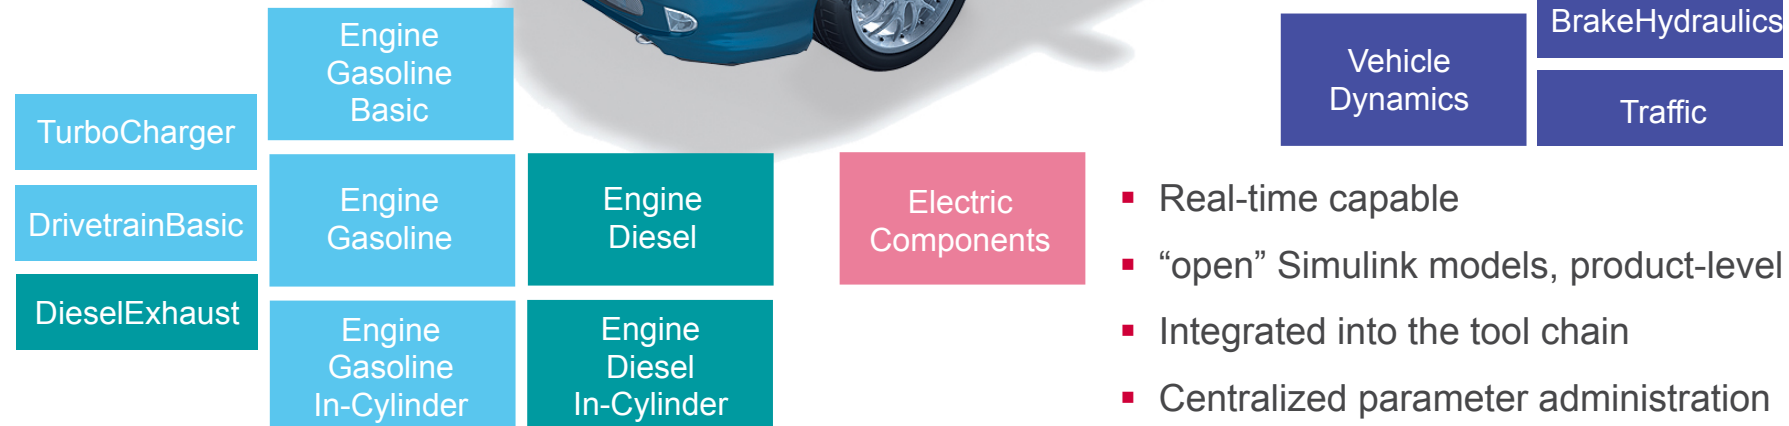 TurboCharger
DrivetrainBasic
DieselExhaust
Engine
Gasoline
Basic
Engine
Gasoline
Engine
Gasoline
In-Cylinder
Engine
Diesel
Engine
Diesel
In-Cylinder
Electric
Components
Vehicle
Dynamics
BrakeHydraulics
Traffic
▪ Real-time capable
▪ “open” Simulink models, product-level
▪ Integrated into the tool chain
▪ Centralized parameter administration